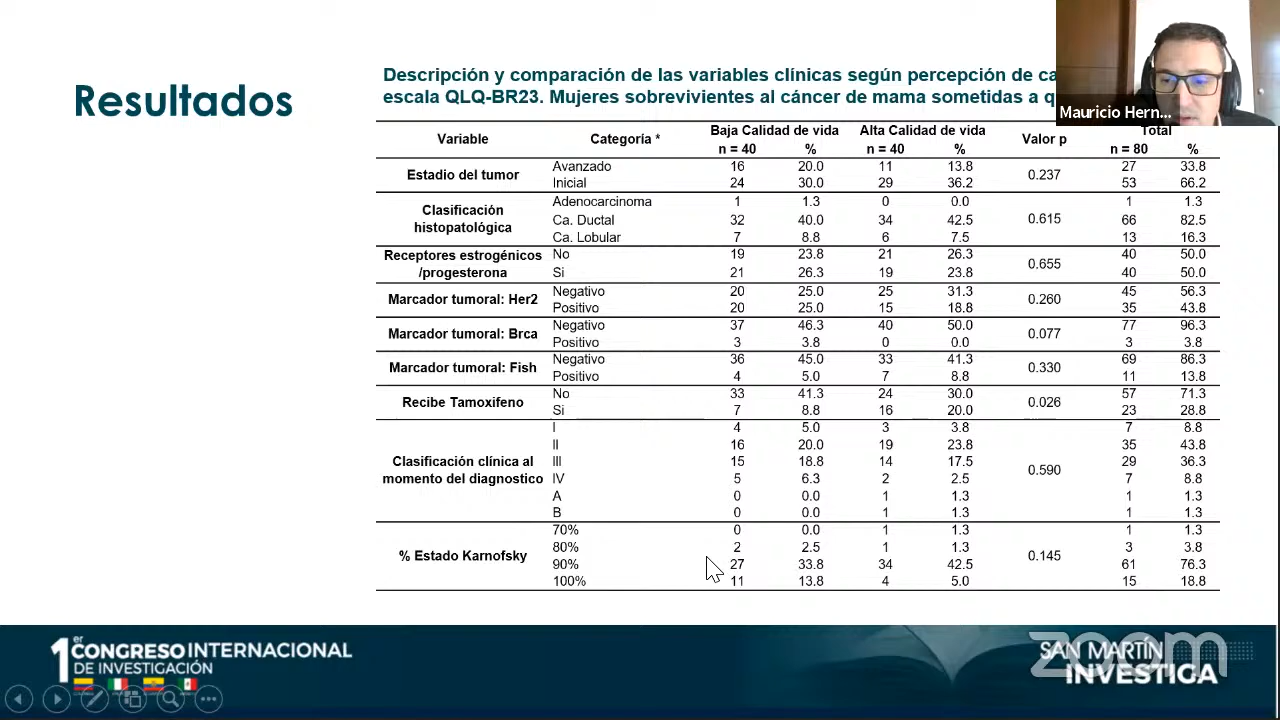 Resultados
Descripción y comparación de las variables clínicas según percepción de
escala QLQ-BR23. Mujeres sobrevivientes al cáncer de mama sometidas a
Mauricio Hern...
Variable Categoría * Baja Calidad de vida Alta Calidad de vida Valor p Total
n = 40 % n = 40 % n = 80 %
Estadio del tumor Avanzado 16 20.0 11 13.8 0.237 27 33.8
Inicial 24 30.0 29 36.2 53 66.2
Clasificación histopatológica Adenocarcinoma 1 1.3 0 0.0 0.615 1 1.3
Ca. Ductal 32 40.0 34 42.5 66 82.5
Ca. Lobular 7 8.8 6 7.5 13 16.3
Receptores estrogénicos /progesterona No 19 23.8 21 26.3 0.655 40 50.0
Si 21 26.3 19 23.8 40 50.0
Marcador tumoral: Her2 Negativo 20 25.0 25 31.3 0.260 45 56.3
Positivo 20 25.0 15 18.8 35 43.8
Marcador tumoral: Brca Negativo 37 46.3 40 50.0 0.077 77 96.3
Positivo 3 3.8 0 0.0 3 3.8
Marcador tumoral: Fish Negativo 36 45.0 33 41.3 0.330 69 86.3
Positivo 4 5.0 7 8.8 11 13.8
Recibe Tamoxifeno No 33 41.3 24 30.0 0.026 57 71.3
Si 7 8.8 16 20.0 23 28.8
Clasificación clínica al momento del diagnostico I 4 5.0 3 3.8 0.590 7 8.8
II 16 20.0 19 23.8 35 43.8
III 15 18.8 14 17.5 29 36.3
IV 5 6.3 2 2.5 7 8.8
A 0 0.0 1 1.3 1 1.3
B 0 0.0 1 1.3 1 1.3
% Estado Karnofsky 70% 0 0.0 1 1.3 0.145 1 1.3
80% 2 2.5 1 1.3 3 3.8
90% 27 33.8 34 42.5 61 76.3
100% 11 13.8 4 5.0 15 18.8
1er CONGRESO INTERNACIONAL
DE INVESTIGACIÓN
SAN MARTÍN
INVESTIGA
zoom